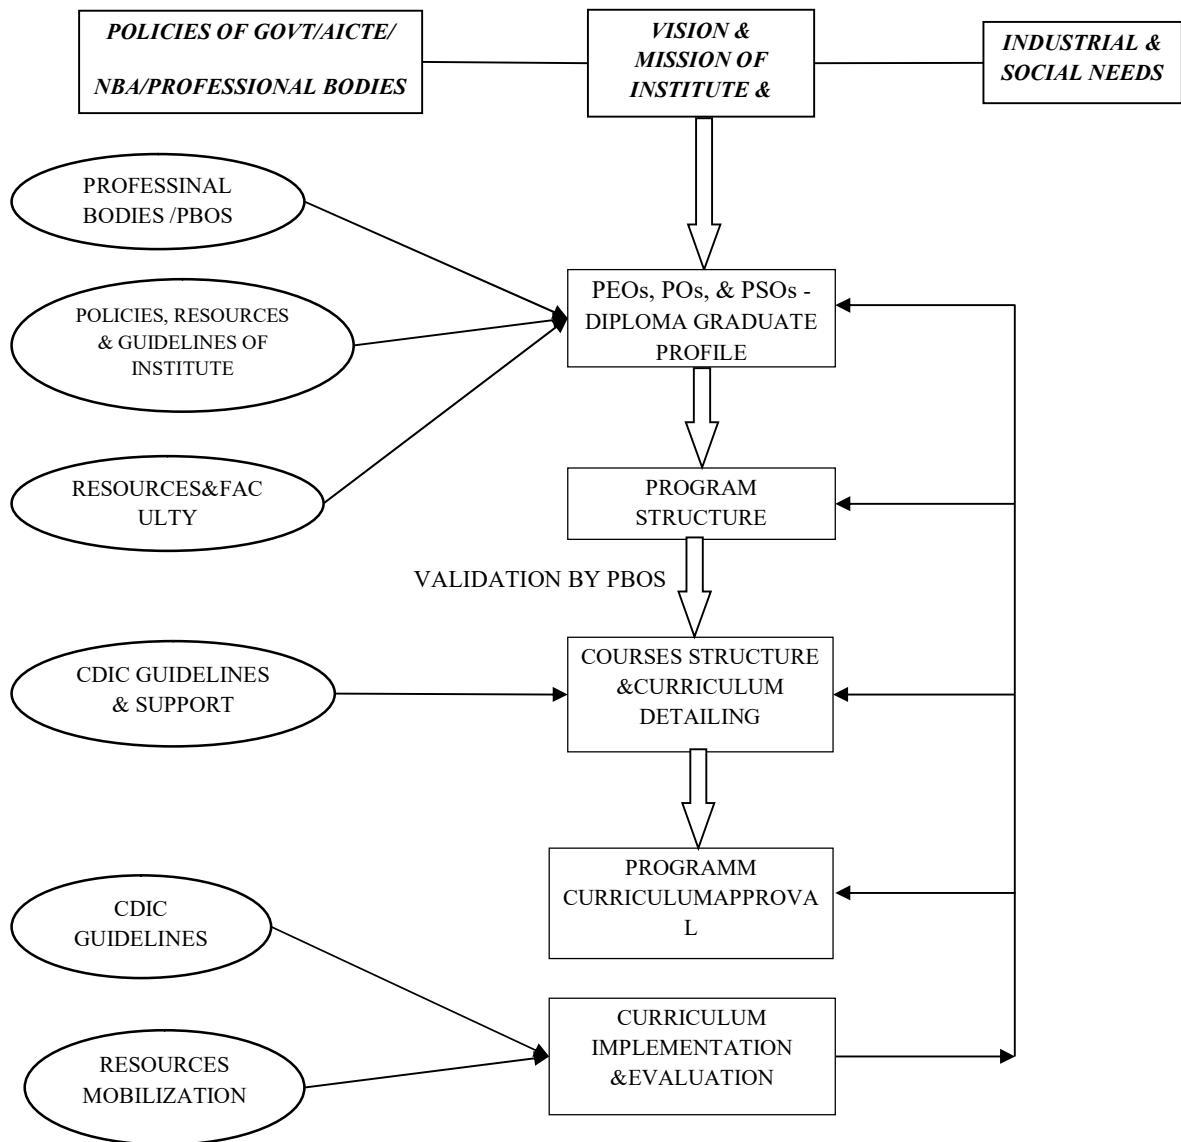 POLICIES OF GOVT/AICTE/
NBA/PROFESSIONAL BODIES
VISION &
MISSION OF
INSTITUTE &
INDUSTRIAL &
SOCIAL NEEDS
PROFESSINAL
BODIES /PBOS
PEOs, POs, & PSOs -
DIPLOMA GRADUATE
PROFILE
POLICIES, RESOURCES
& GUIDELINES OF
INSTITUTE
RESOURCES&FAC
ULTY
PROGRAM
STRUCTURE
VALIDATION BY PBOS
CDIC GUIDELINES
& SUPPORT
COURSES STRUCTURE
&CURRICULUM
DETAILING
PROGRAMM
CURRICULUMAPPROVA
L
CDIC
GUIDELINES
CURRICULUM
IMPLEMENTATION
&EVALUATION
RESOURCES
MOBILIZATION